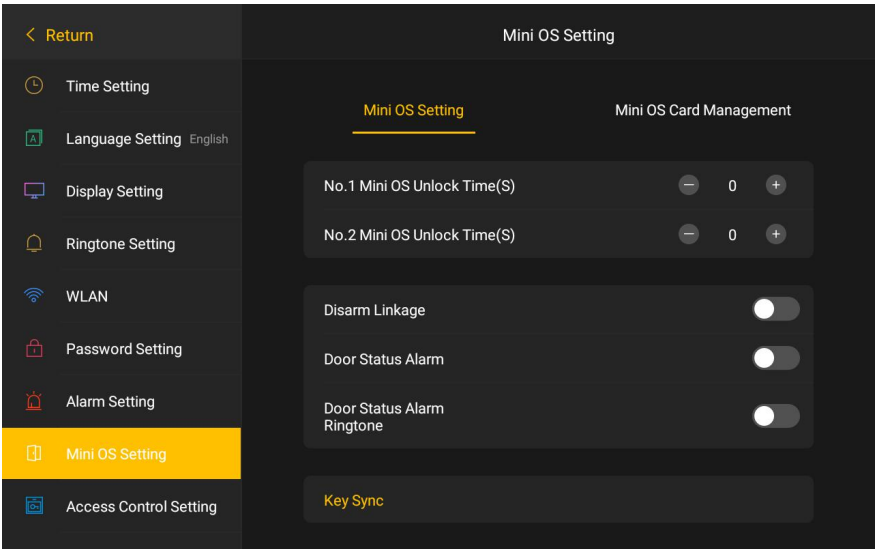 Return
Mini OS Setting
Time Setting
Language Setting English
Display Setting
Ringtone Setting
WLAN
Password Setting
Alarm Setting
Mini OS Setting
Access Control Setting
Mini OS Setting
Mini OS Card Management
No.1 Mini OS Unlock Time(S) 0
No.2 Mini OS Unlock Time(S) 0
Disarm Linkage
Door Status Alarm
Door Status Alarm
Ringtone
Key Sync